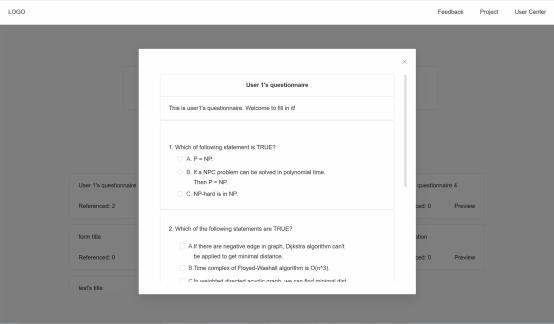 LOGO
Feedback
Project
User Center
×
User 1's questionnaire
This is user1's questionnaire. Welcome to fill in it!
1. Which of following statement is TRUE?
A. P = NP.
B. If a NPC problem can be solved in polynomial time.
Then P = NP.
C. NP-hard is in NP.
2. Which of the following statements are TRUE?
A.If there are negative edge in graph, Dijkstra algorithm can't
be applied to get minimal distance.
B.Time complex of Floyed-Washall algorithm is O(n^3).
C.In weighted directed acyclic graph, we can find minimal dist
User 1's questionnaire
questionnaire 4
Referenced: 2
ced: 0
Preview
form title
Referenced: 0
ced: 0
Preview
test's title